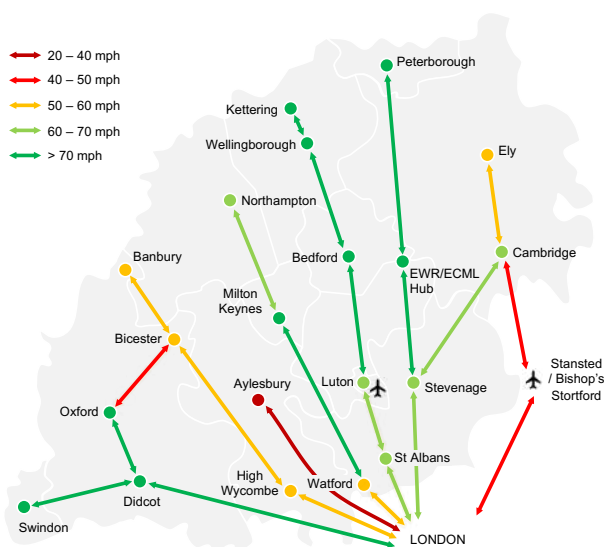 20 – 40 mph
40 – 50 mph
50 – 60 mph
60 – 70 mph
> 70 mph
Peterborough
Kettering
Wellingborough
Ely
Northampton
Banbury
Bedford
EWR/ECML
Hub
Cambridge
Milton
Keynes
Bicester
Aylesbury
Luton
Stevenage
Stansted
/ Bishop's
Stortford
Oxford
St Albans
High
Wycombe
Watford
Didcot
Swindon
LONDON